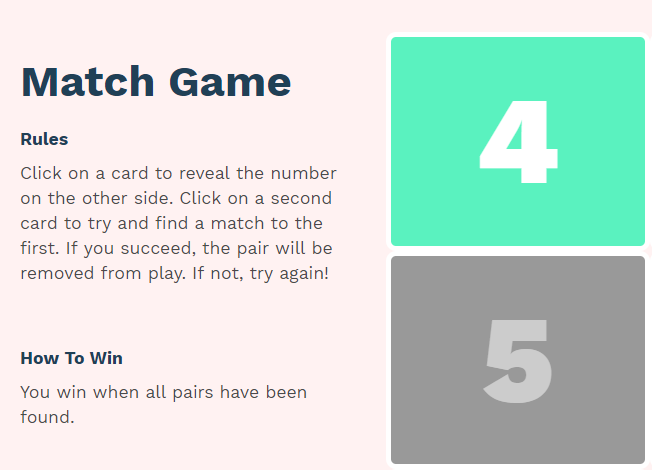 Match Game
Rules
Click on a card to reveal the number
on the other side. Click on a second
card to try and find a match to the
first. If you succeed, the pair will be
removed from play. If not, try again!
How To Win
You win when all pairs have been
found.
4
5